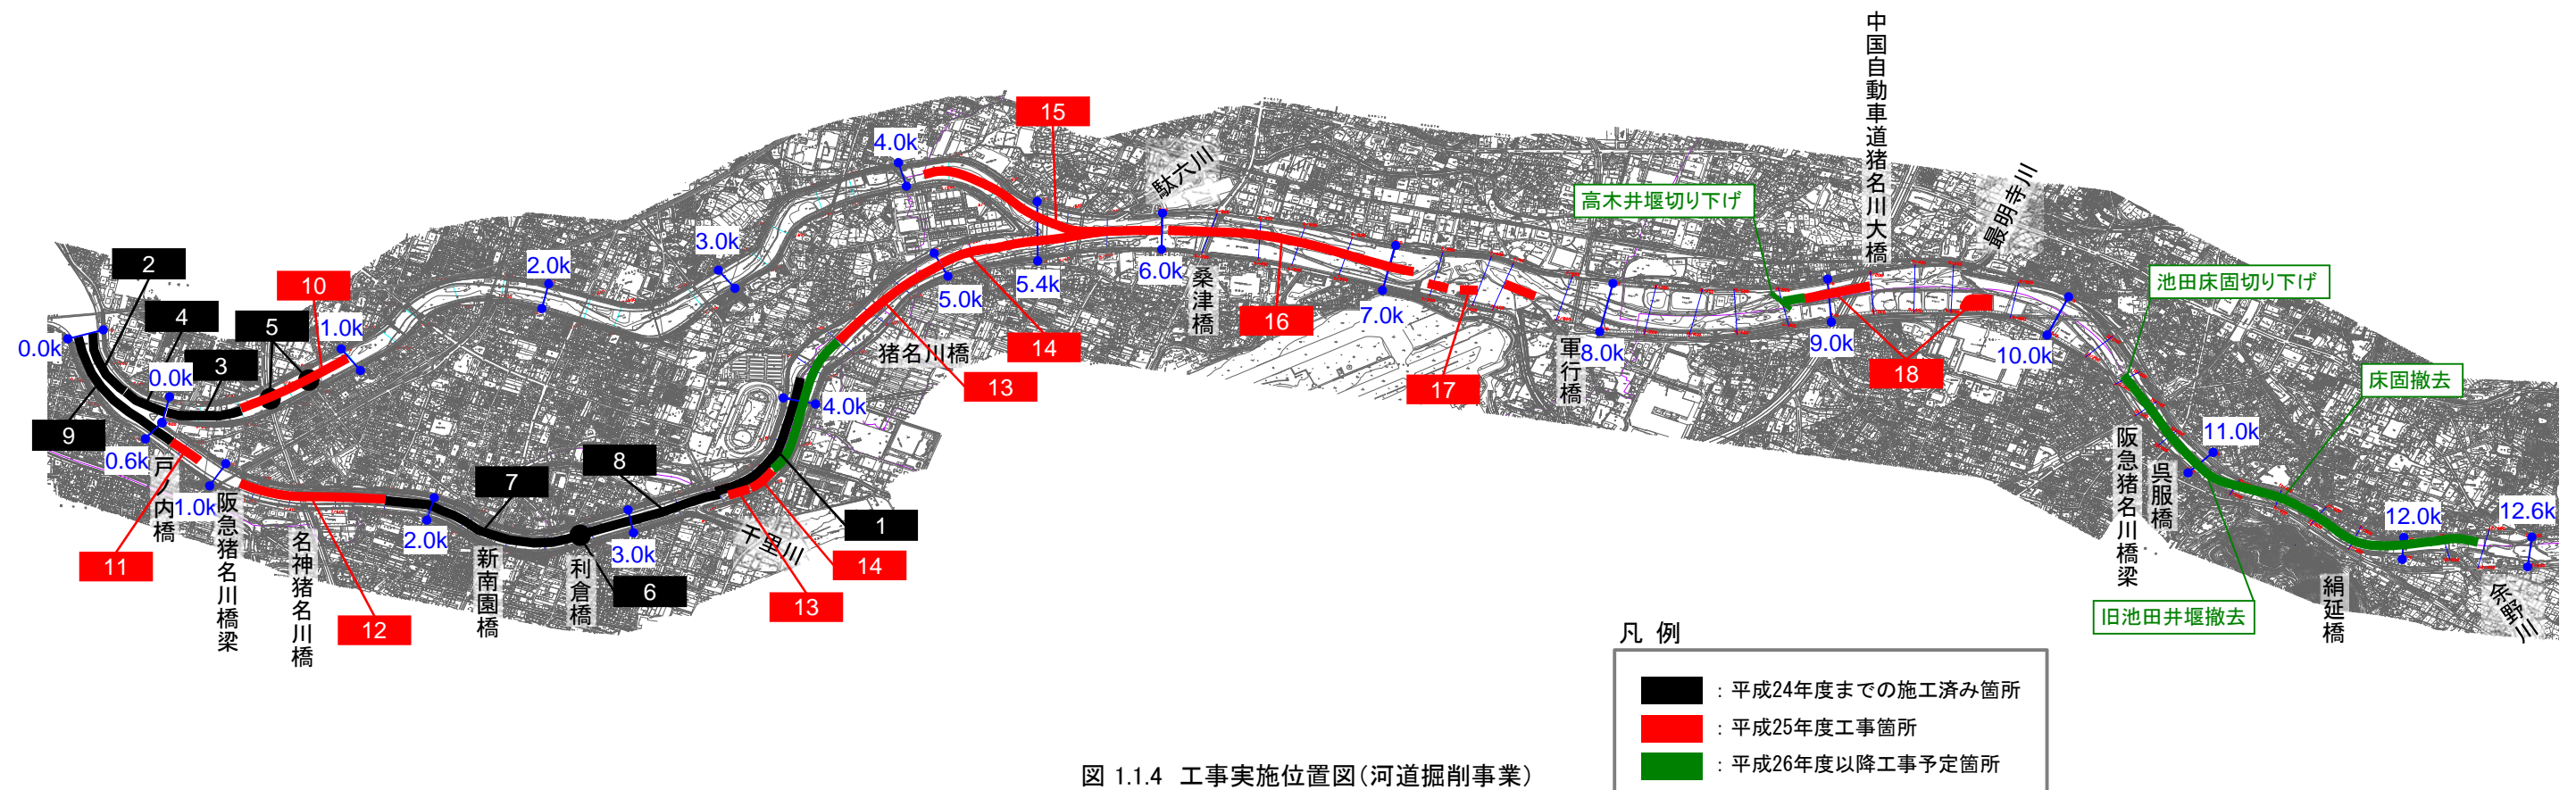 中国自動車道猪名川大橋
15
4.0k
駄六川
最明寺川
高木井堰切り下げ
3.0k
2
2.0k
10
4
5
1.0k
0.0k
3
0.0k
9
0.6k
戸ノ内橋
11
1.0k
阪急猪名川橋梁
名神猪名川橋
12
2.0k
7
新南園橋
8
利倉橋
3.0k
6
千里川
13
14
1
4.0k
猪名川橋
13
14
5.0k
5.4k
6.0k
桑津橋
16
7.0k
17
軍行橋
8.0k
9.0k
18
10.0k
池田床固切り下げ
床固撤去
阪急猪名川橋梁
呉服橋
11.0k
旧池田井堰撤去
12.0k
12.6k
絹延橋
余野川
凡 例
：平成24年度までの施工済み箇所
：平成25年度工事箇所
：平成26年度以降工事予定箇所
図 1.1.4 工事実施位置図(河道掘削事業)